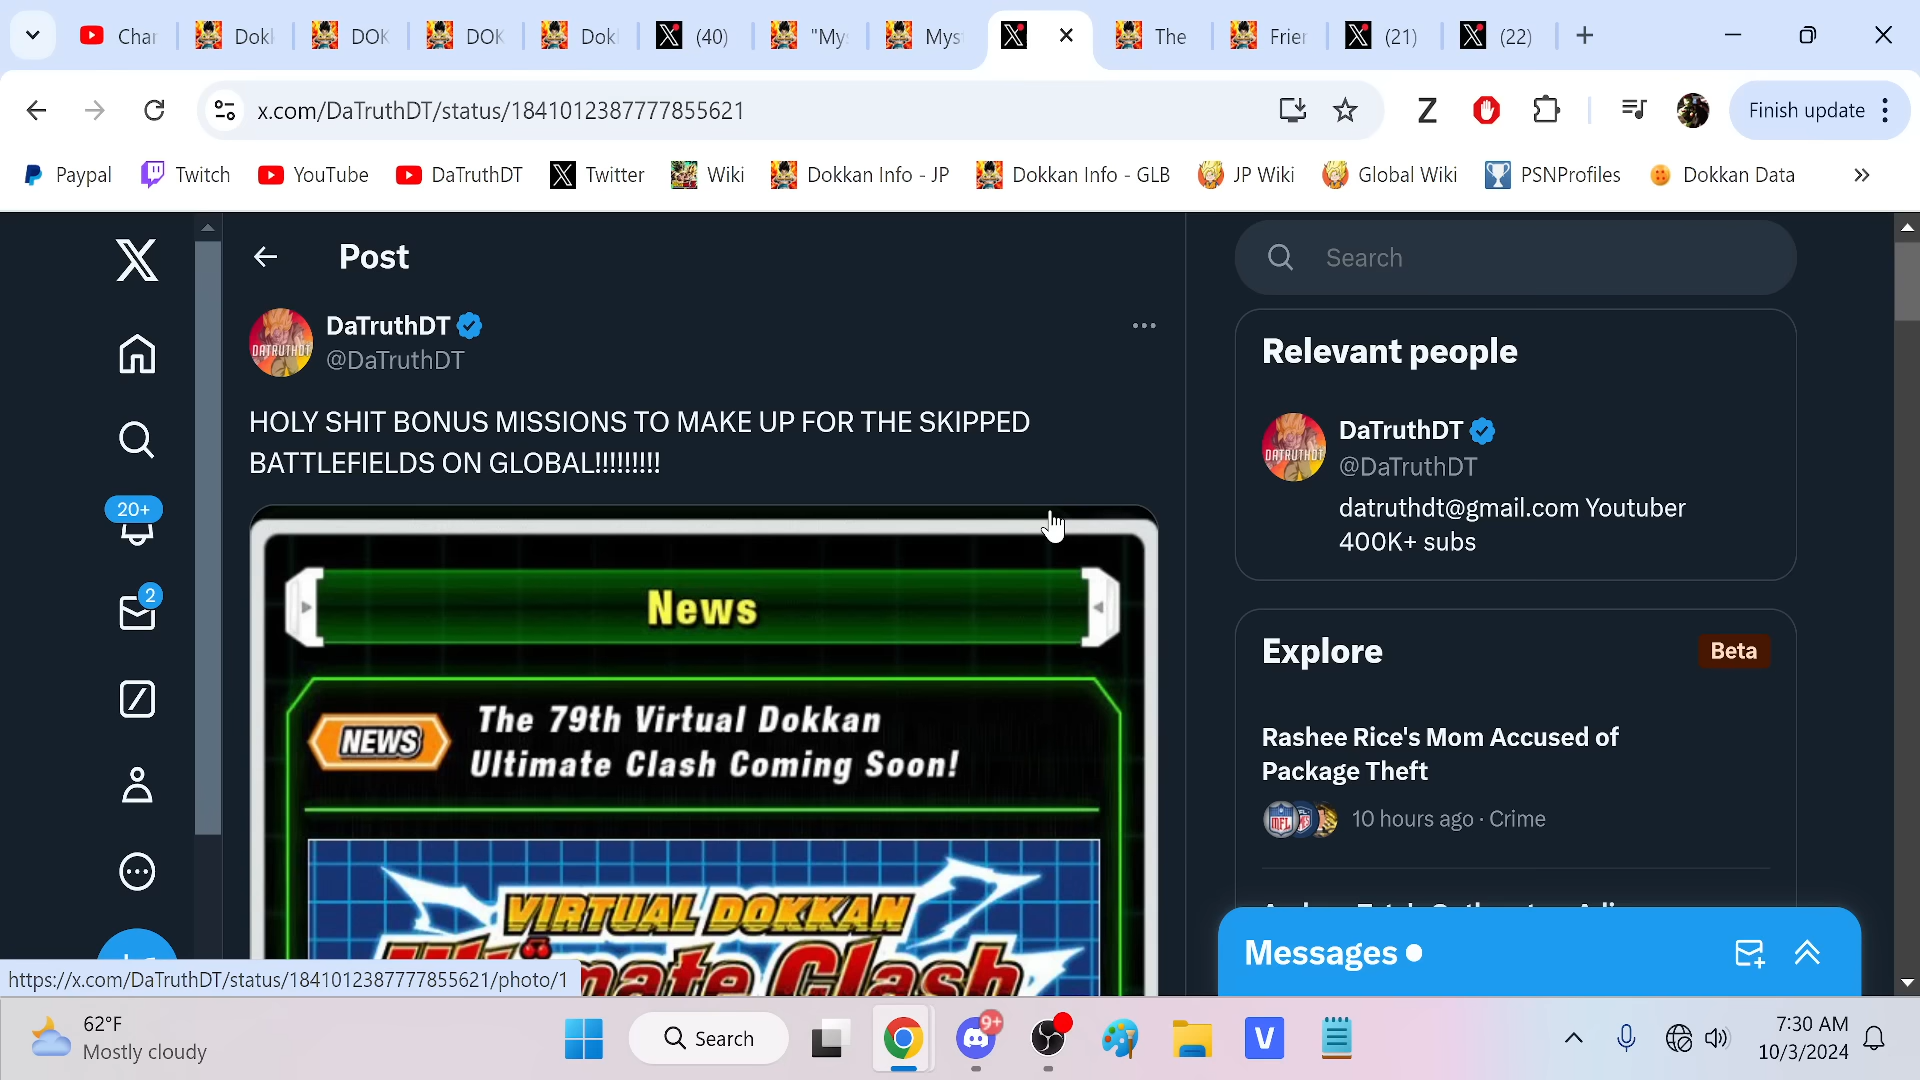 Char
Dokk
DOK
DOK
Dok
(40)
"My
Mys
The
Frier
(21)
(22)
x.com/DaTruthDT/status/1841012387777855621
Z
Finish update
Paypal
Twitch
YouTube
DaTruthDT
Twitter
Wiki
Dokkan Info - JP
Dokkan Info - GLB
JP Wiki
Global Wiki
PSNProfiles
Dokkan Data
»
20+
2
Post
DaTruthDT
@DaTruthDT
HOLY SHIT BONUS MISSIONS TO MAKE UP FOR THE SKIPPED
BATTLEFIELDS ON GLOBAL!!!!!!!!!
News
NEWS
The 79th Virtual Dokkan
Ultimate Clash Coming Soon!
VIRTUAL DOKKAN
Ultimate Clash
Search
Relevant people
DATRUTHDT
DaTruthDT
@DaTruthDT
datruthdt@gmail.com Youtuber
400K+ subs
Explore
Beta
Rashee Rice's Mom Accused of
Package Theft
10 hours ago · Crime
Messages
https://x.com/DaTruthDT/status/1841012387777855621/photo/1
62°F
Mostly cloudy
Search
9+
V
7:30 AM
10/3/2024